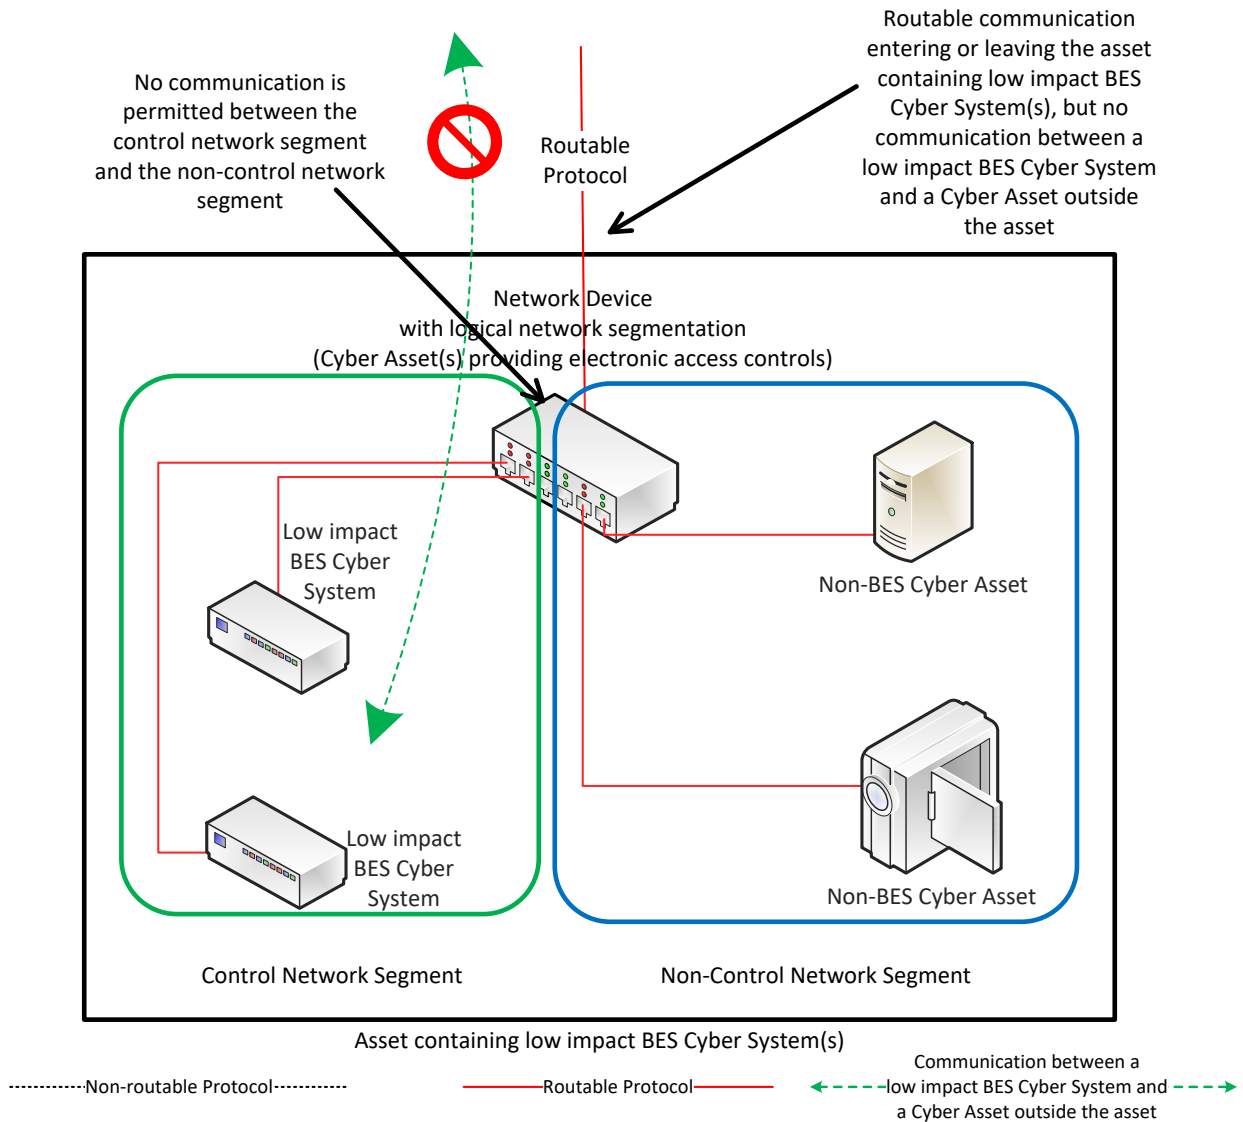 No communication is
permitted between the
control network segment
and the non-control network
segment
Routable
Protocol
Routable communication
entering or leaving the asset
containing low impact BES
Cyber System(s), but no
communication between a
low impact BES Cyber System
and a Cyber Asset outside
the asset
Network Device
with logical network segmentation
(Cyber Asset(s) providing electronic access controls)
Low impact
BES Cyber
System
Non-BES Cyber Asset
Low impact
BES Cyber
System
Non-BES Cyber Asset
Control Network Segment
Non-Control Network Segment
Asset containing low impact BES Cyber System(s)
Non-routable Protocol
Routable Protocol
Communication between a
low impact BES Cyber System and
a Cyber Asset outside the asset